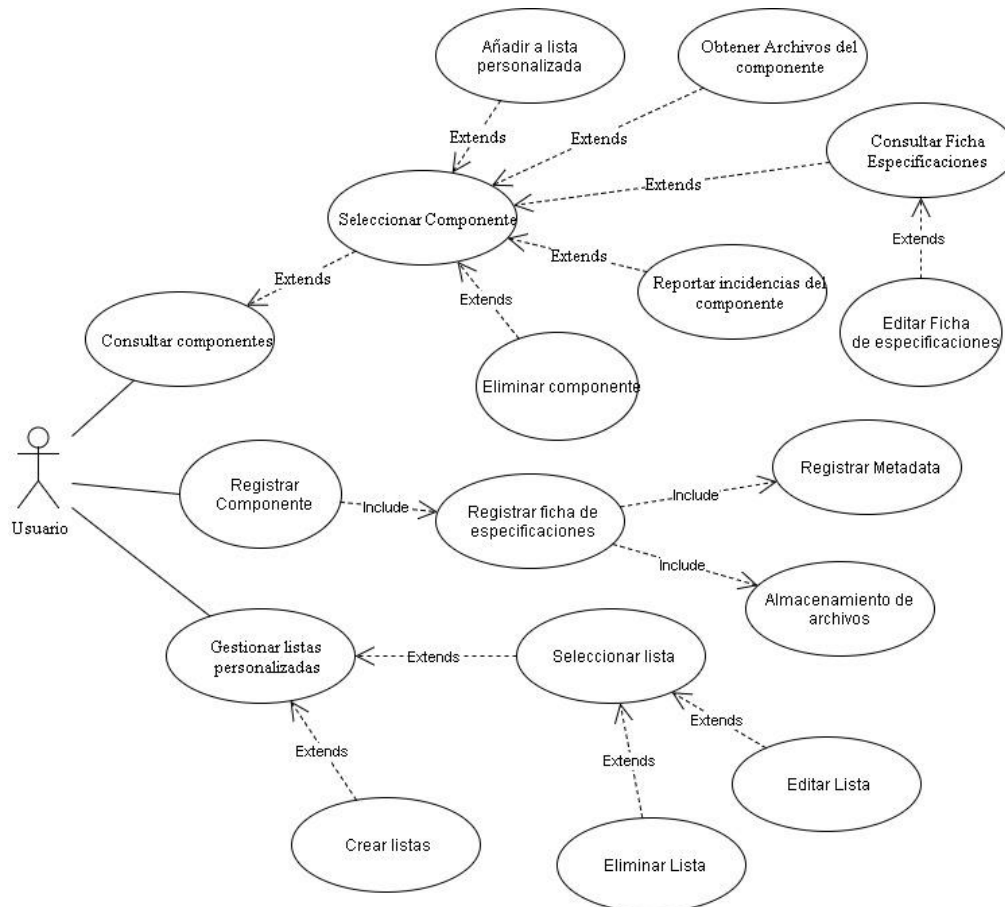 Añadir a lista
personalizada
Obtener Archivos del
componente
Extends
Extends
Consultar Ficha
Especificaciones
Extends
Seleccionar Componente
Extends
Extends
Extends
Reportar incidencias del
componente
Extends
Editar Ficha
de especificaciones
Consultar componentes
Eliminar componente
Usuario
Registrar
Componente
Include
Registrar ficha de
especificaciones
Include
Registrar Metadata
Include
Almacenamiento de
archivos
Gestionar listas
personalizadas
Extends
Seleccionar lista
Extends
Extends
Extends
Editar Lista
Crear listas
Eliminar Lista